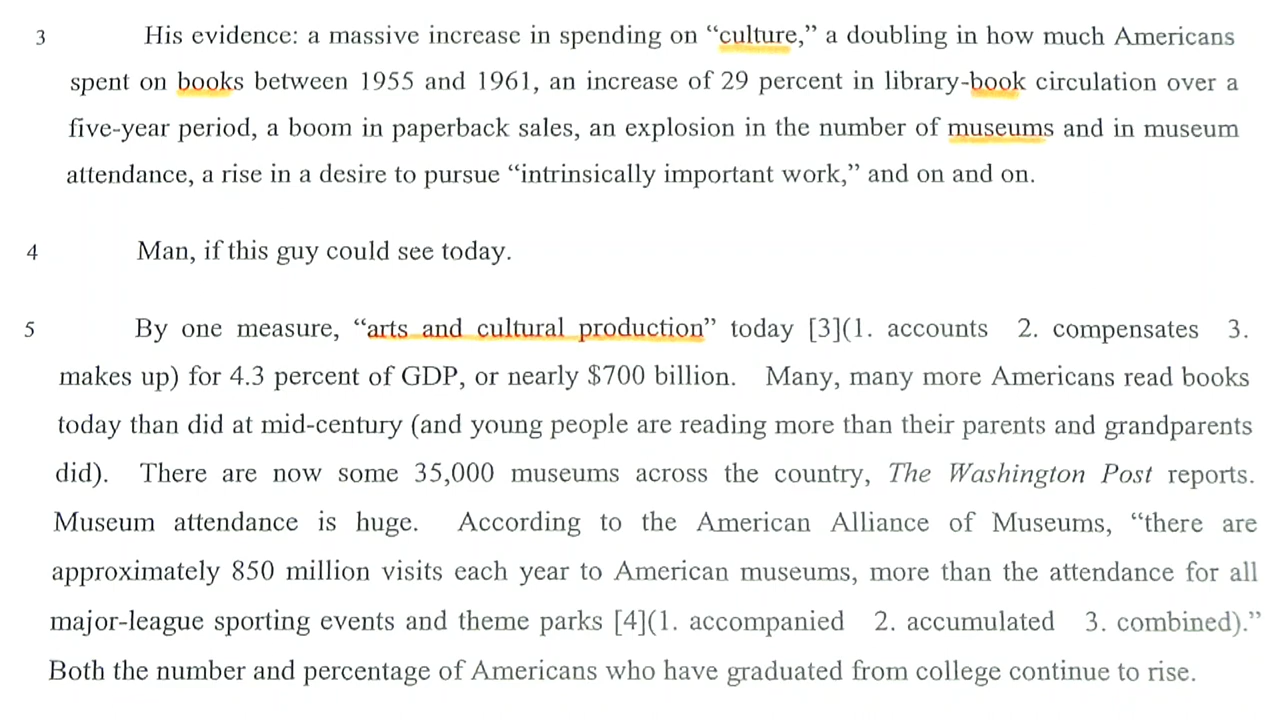 3 His evidence: a massive increase in spending on “culture,” a doubling in how much Americans
spent on books between 1955 and 1961, an increase of 29 percent in library-book circulation over a
five-year period, a boom in paperback sales, an explosion in the number of museums and in museum
attendance, a rise in a desire to pursue “intrinsically important work,” and on and on.
4 Man, if this guy could see today.
5 By one measure, “arts and cultural production” today [3](1. accounts 2. compensates 3.
makes up) for 4.3 percent of GDP, or nearly $700 billion. Many, many more Americans read books
today than did at mid-century (and young people are reading more than their parents and grandparents
did). There are now some 35,000 museums across the country, The Washington Post reports.
Museum attendance is huge. According to the American Alliance of Museums, “there are
approximately 850 million visits each year to American museums, more than the attendance for all
major-league sporting events and theme parks [4](1. accompanied 2. accumulated 3. combined).”
Both the number and percentage of Americans who have graduated from college continue to rise.